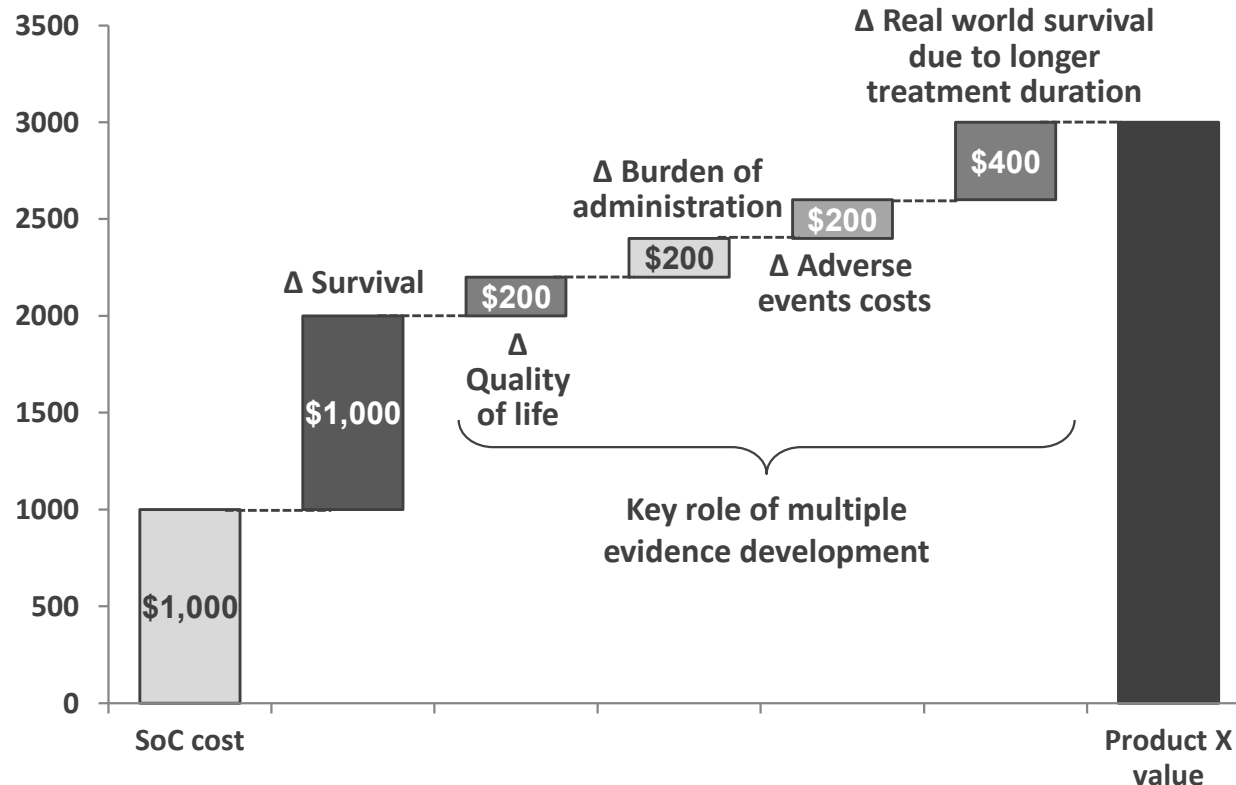 3500
3000
2500
2000
1500
1000
500
0
Δ Real world survival
due to longer
treatment duration
$400
Δ Burden of
administration
$200
$200
Δ Adverse
events costs
Δ Survival
$200
Δ
Quality
of life
$1,000
Key role of multiple
evidence development
$1,000
SoC cost
Product X
value